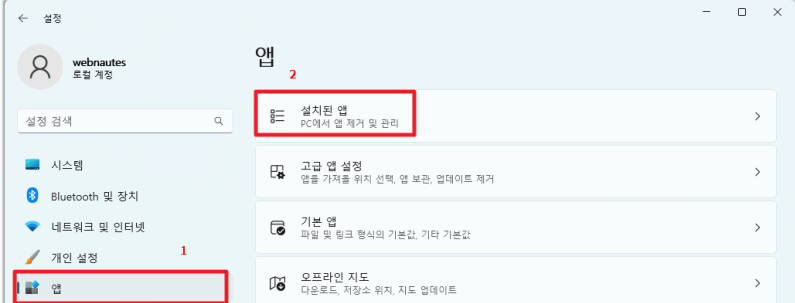 설정
webnautes
로컬 계정
설정 검색
시스템
Bluetooth 및 장치
네트워크 및 인터넷
개인 설정
1
앱
앱
2
설치된 앱
PC에서 앱 제거 및 관리
고급 앱 설정
앱을 가져올 위치 선택, 앱 보관, 업데이트 제거
기본 앱
파일 및 링크 형식의 기본값, 기타 기본값
오프라인 지도
다운로드, 저장소 위치, 지도 업데이트